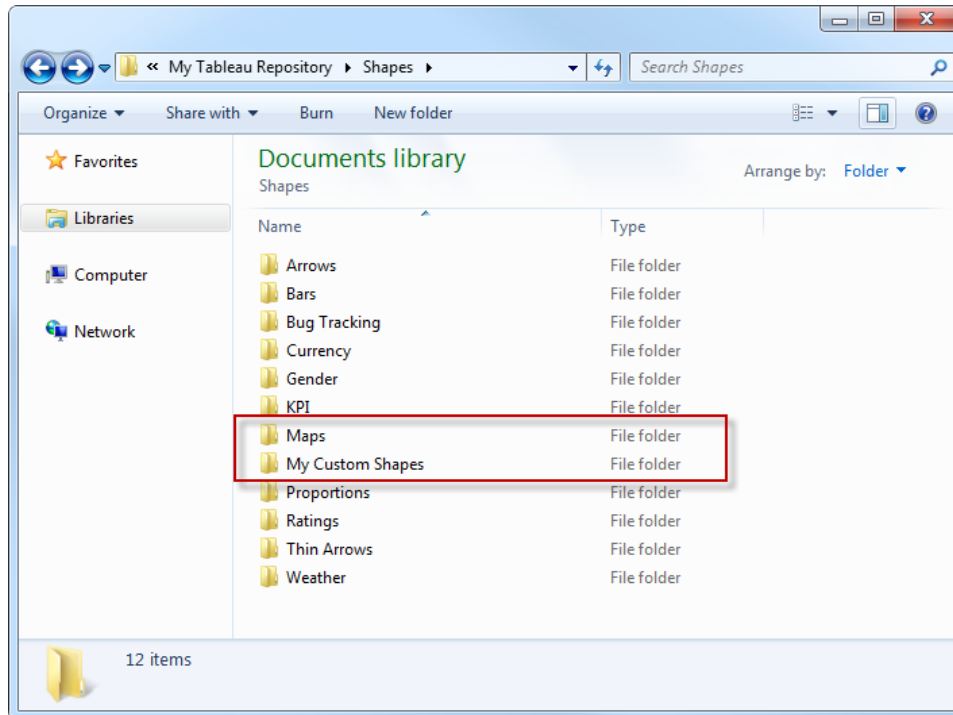 « My Tableau Repository Shapes
Search Shapes
Organize Share with Burn New folder
Favorites
Libraries
Computer
Network
Documents library
Shapes
Arrange by: Folder
Name Type
Arrows File folder
Bars File folder
Bug Tracking File folder
Currency File folder
Gender File folder
KPI File folder
Maps File folder
My Custom Shapes File folder
Proportions File folder
Ratings File folder
Thin Arrows File folder
Weather File folder
12 items